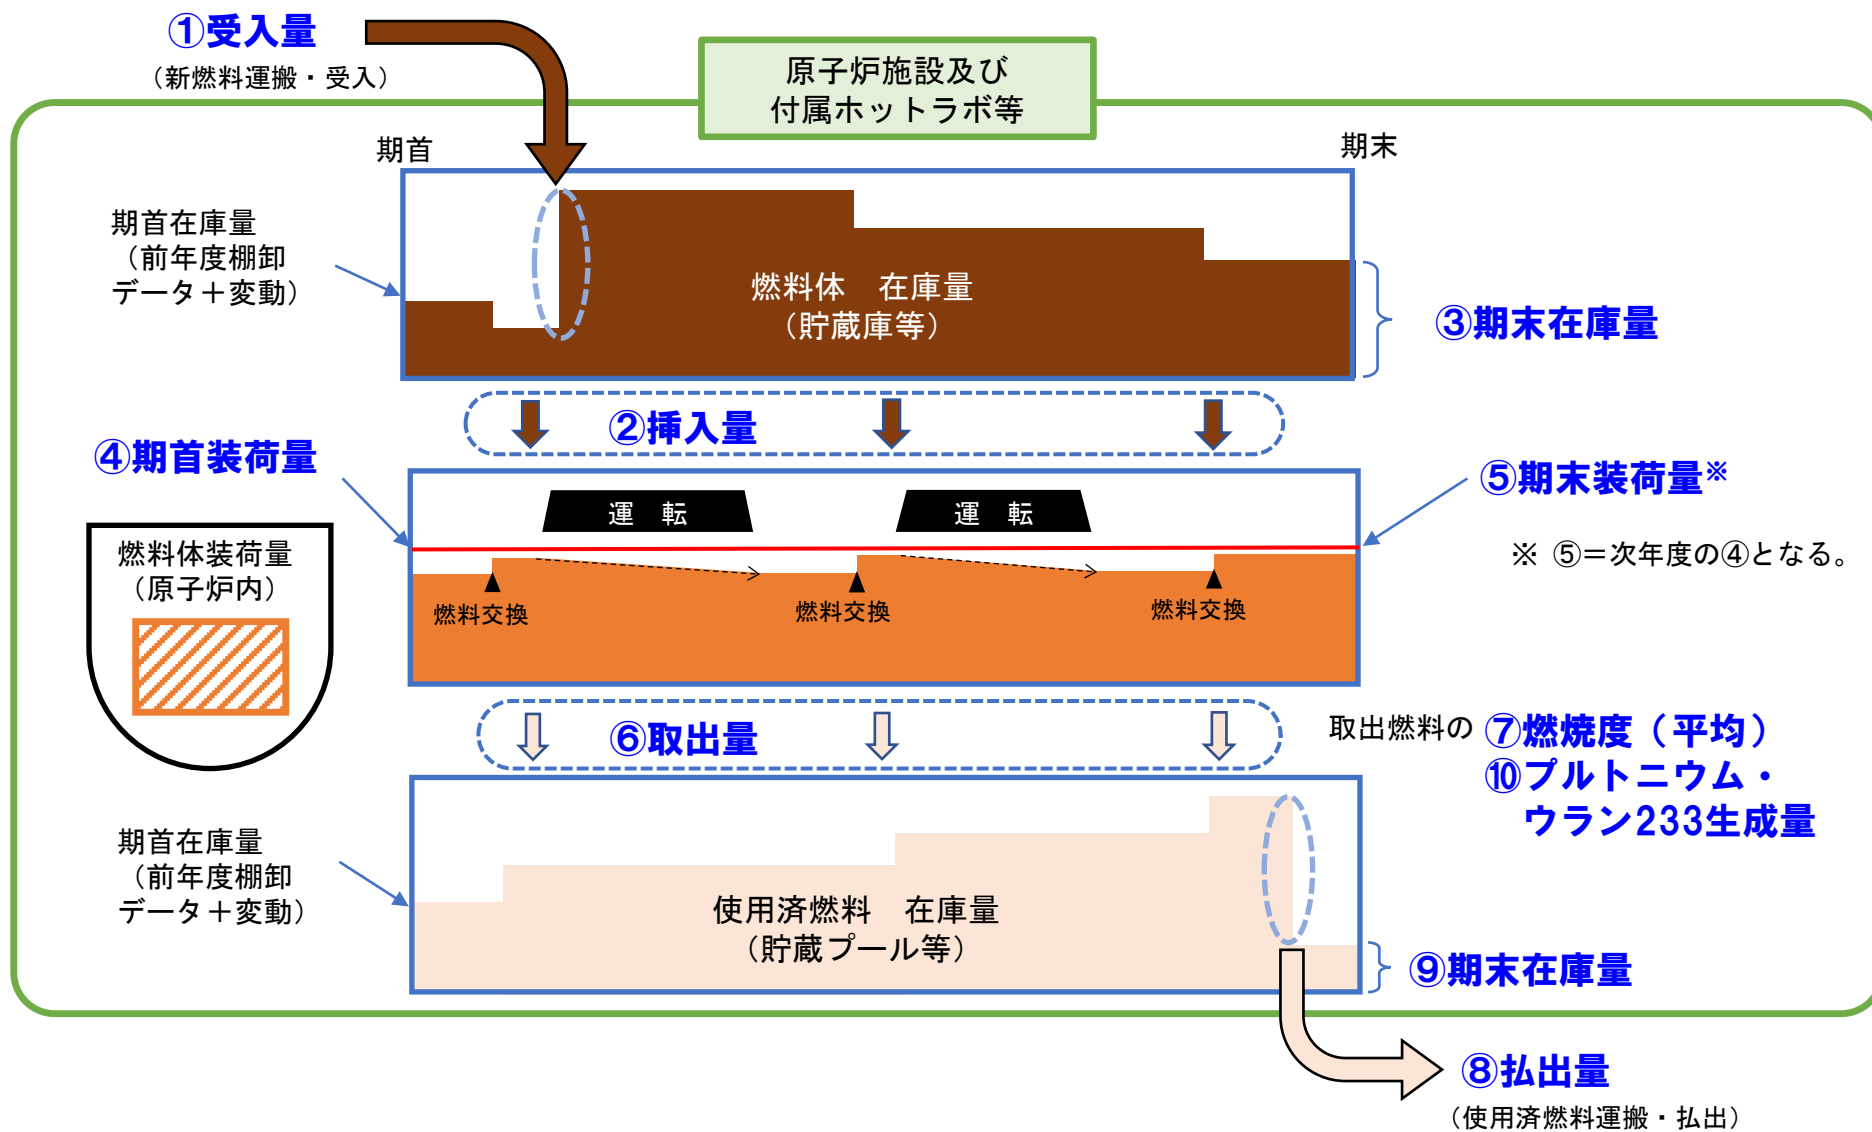 ①受入量
（新燃料運搬・受入）
原子炉施設及び
付属ホットラボ等
期首
期末
期首在庫量
（前年度棚卸
データ＋変動）
燃料体　在庫量
（貯蔵庫等）
③期末在庫量
②挿入量
④期首装荷量
⑤期末装荷量※
運　転
運　転
※ ⑤＝次年度の④となる。
燃料体装荷量
（原子炉内）
燃料交換
燃料交換
燃料交換
⑥取出量
取出燃料の ⑦燃焼度（平均）
⑩プルトニウム・
ウラン233生成量
期首在庫量
（前年度棚卸
データ＋変動）
使用済燃料　在庫量
（貯蔵プール等）
⑨期末在庫量
⑧払出量
（使用済燃料運搬・払出）